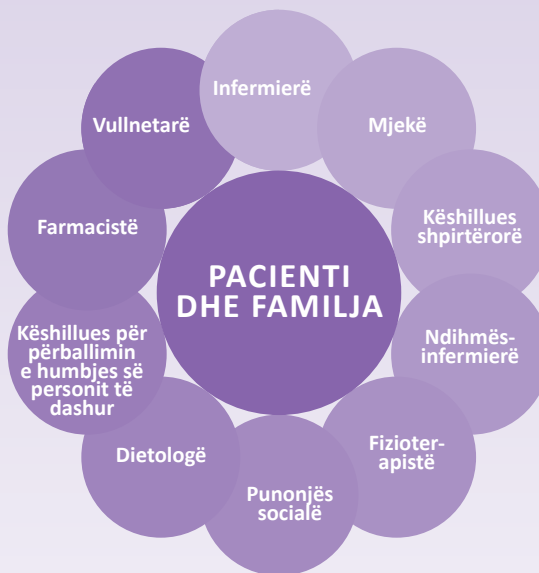 Infermierë
Mjekë
Këshillues
shpirtërorë
Ndihmës-
infermierë
Fizioter-
apistë
Punonjës
socialë
Dietologë
Këshillues për
përballimin
e humbjes së
personit të
dashur
Farmacistë
Vullnetarë
PACIENTI
DHE FAMILJA